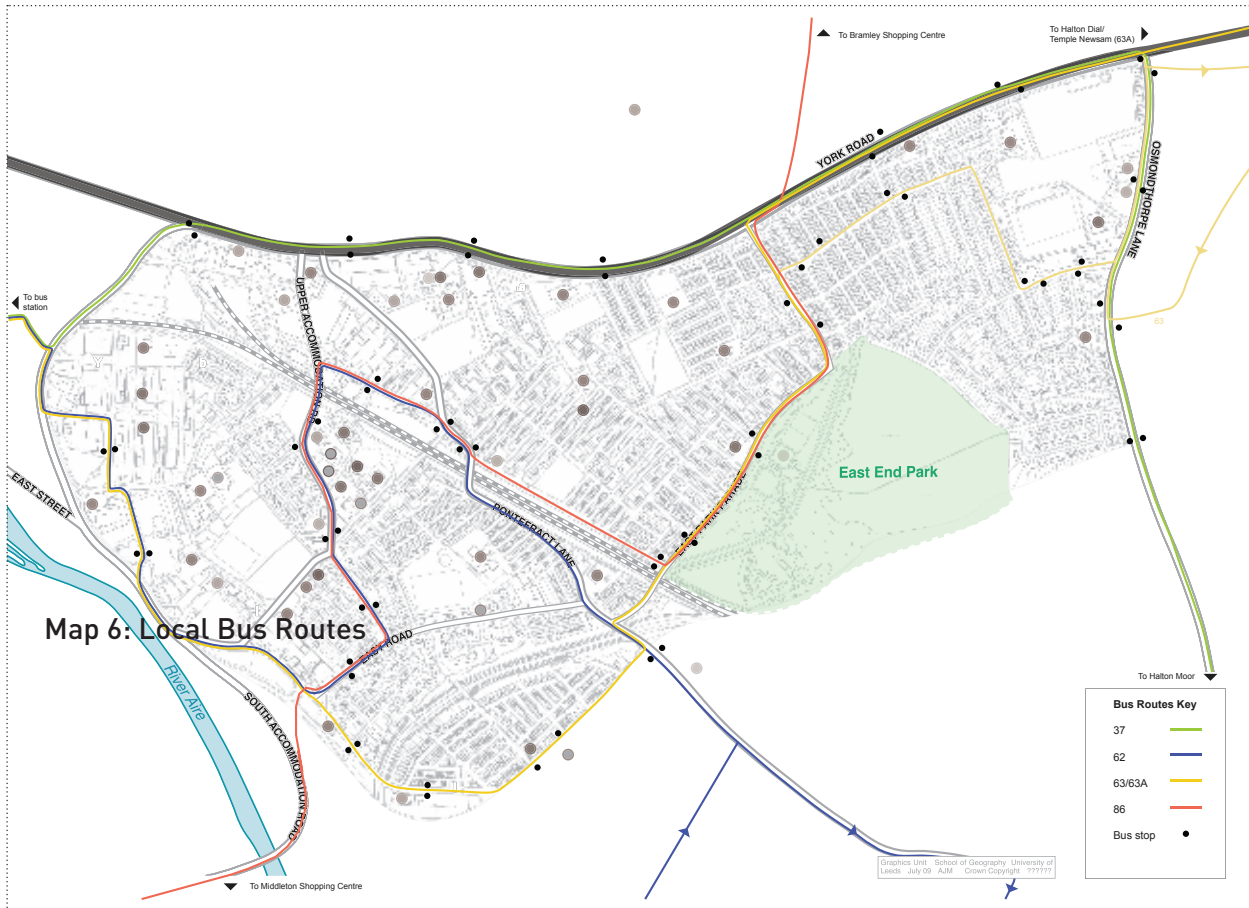 To Bramley Shopping Centre
To Halton Dial/
Temple Newsam (63A)
YORK ROAD
OSMONDTHORPE LANE
To bus
station
UPPER ACCOMMODATION RD
63
EAST STREET
East End Park
EAST PARK PARADE
PONTEFRACT LANE
Map 6: Local Bus Routes
EASY ROAD
River Aire
SOUTH ACCOMMODATION ROAD
To Halton Moor
Bus Routes Key
37
62
63/63A
86
Bus stop
Graphics Unit School of Geography University of
Leeds July 09 AJM Crown Copyright ??????
To Middleton Shopping Centre